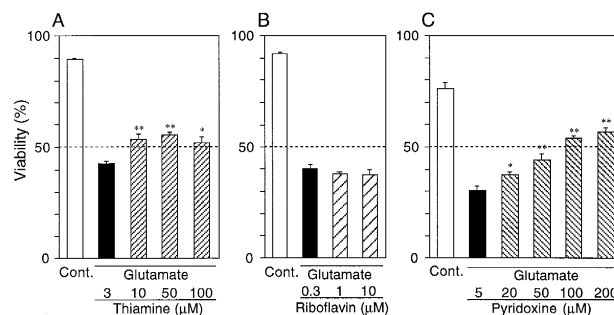 A B C
Viability (%)
100 100 100
** ** *
* ** ** **
50 50 50
0 0 0
Cont. Glutamate Cont. Glutamate Cont. Glutamate
3 10 50 100 0.3 1 10 5 20 50 100 200
Thiamine (μM) Riboflavin (μM) Pyridoxine (μM)